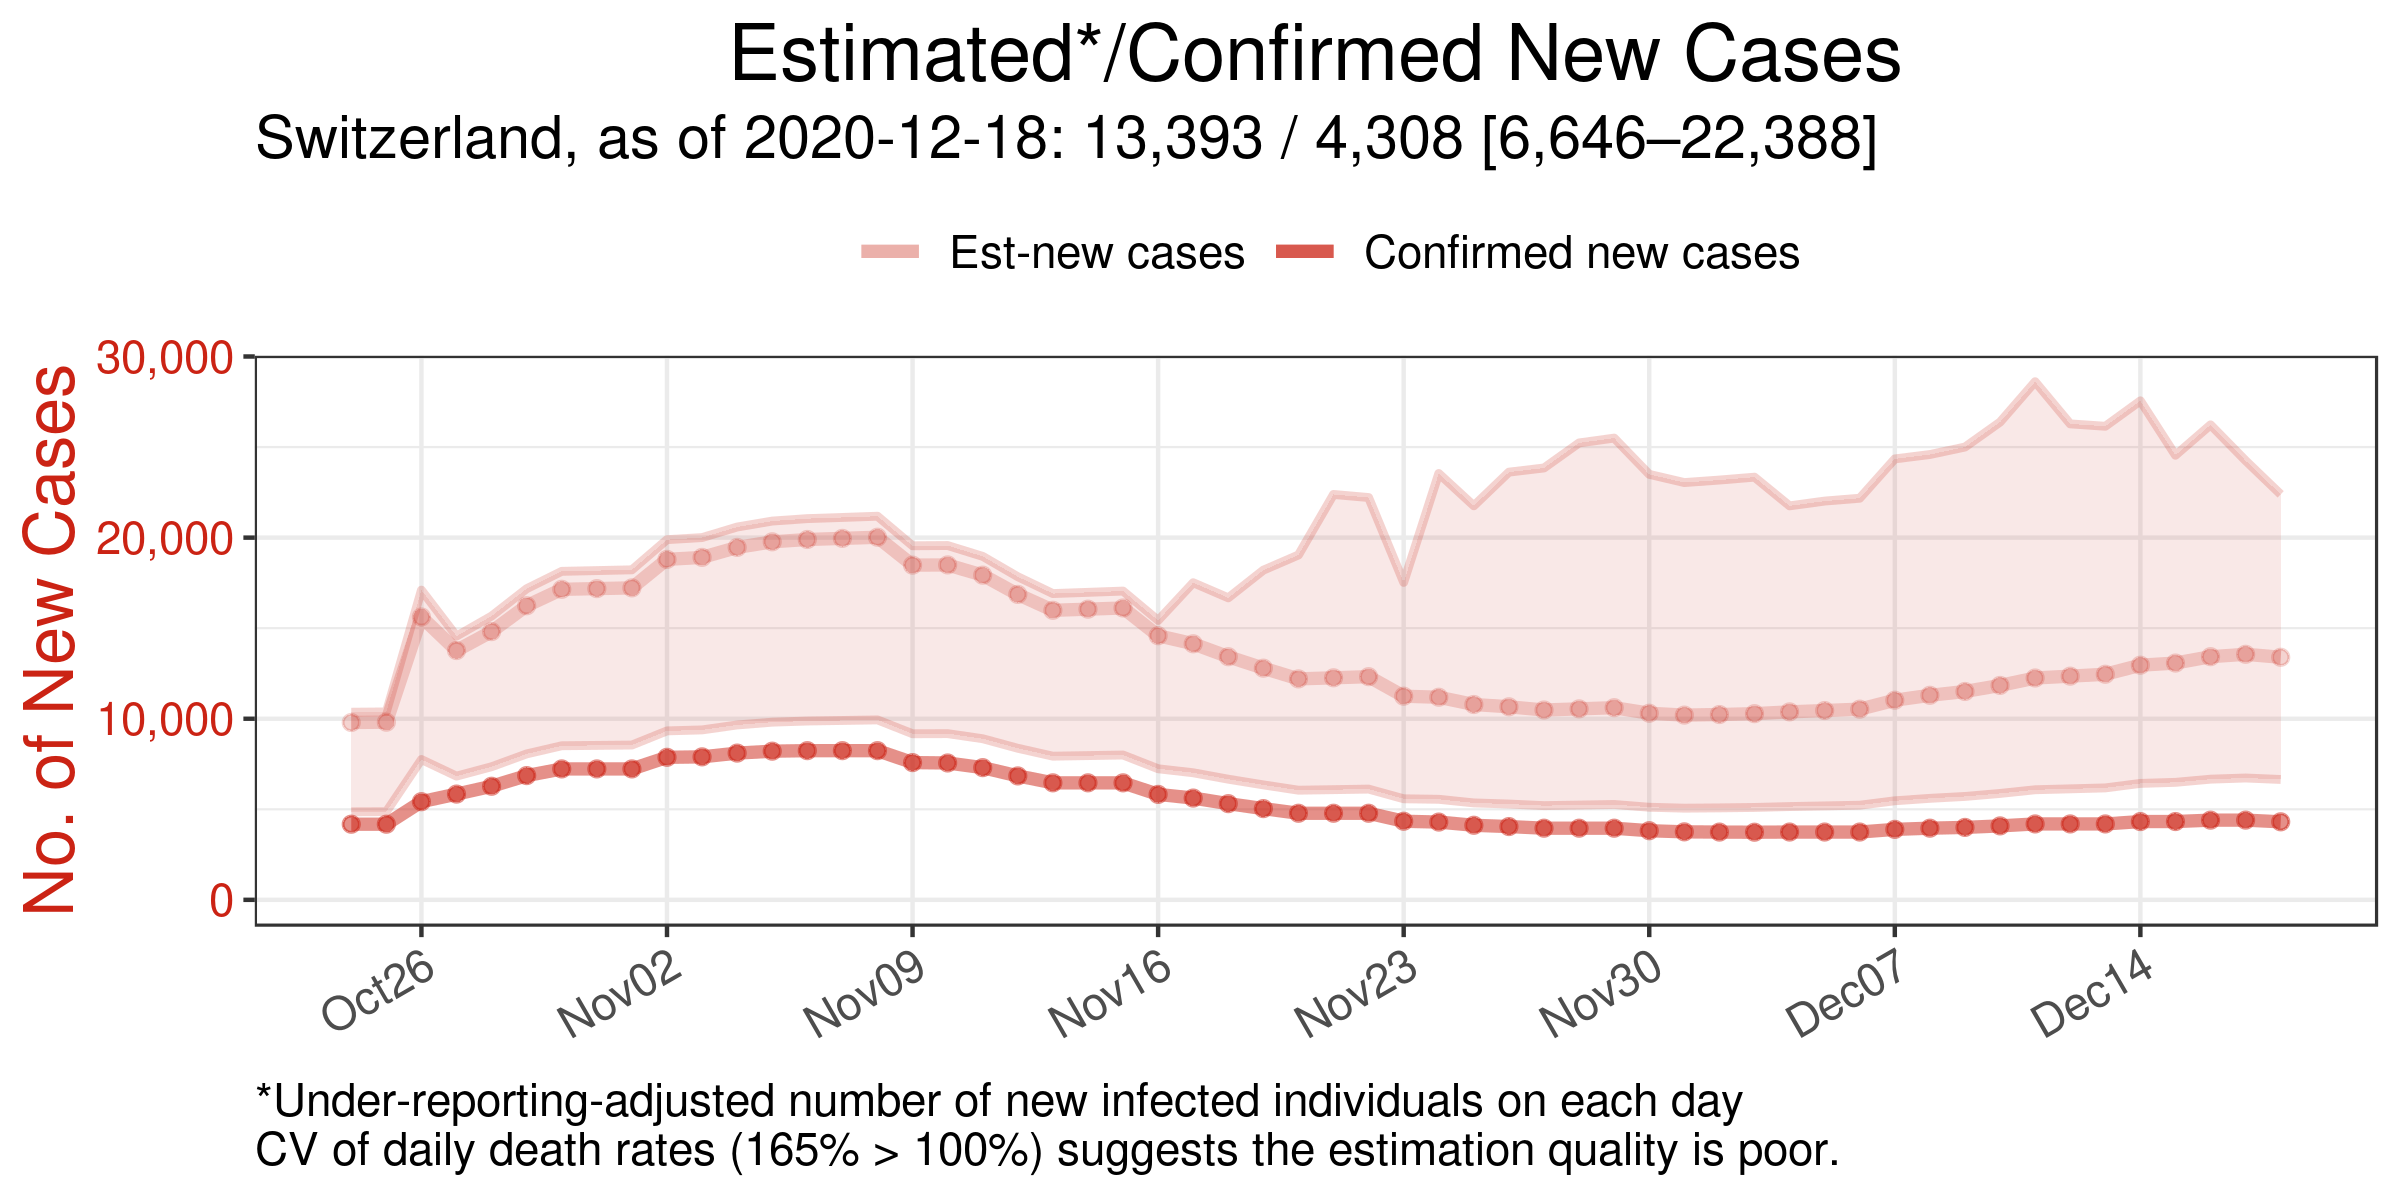 Estimated*/Confirmed New Cases
Switzerland, as of 2020-12-18: 13,393 / 4,308 [6,646–22,388]
Est-new cases Confirmed new cases
No. of New Cases
30,000
20,000
10,000
0
Oct26 Nov02 Nov09 Nov16 Nov23 Nov30 Dec07 Dec14
*Under-reporting-adjusted number of new infected individuals on each day
CV of daily death rates (165% > 100%) suggests the estimation quality is poor.